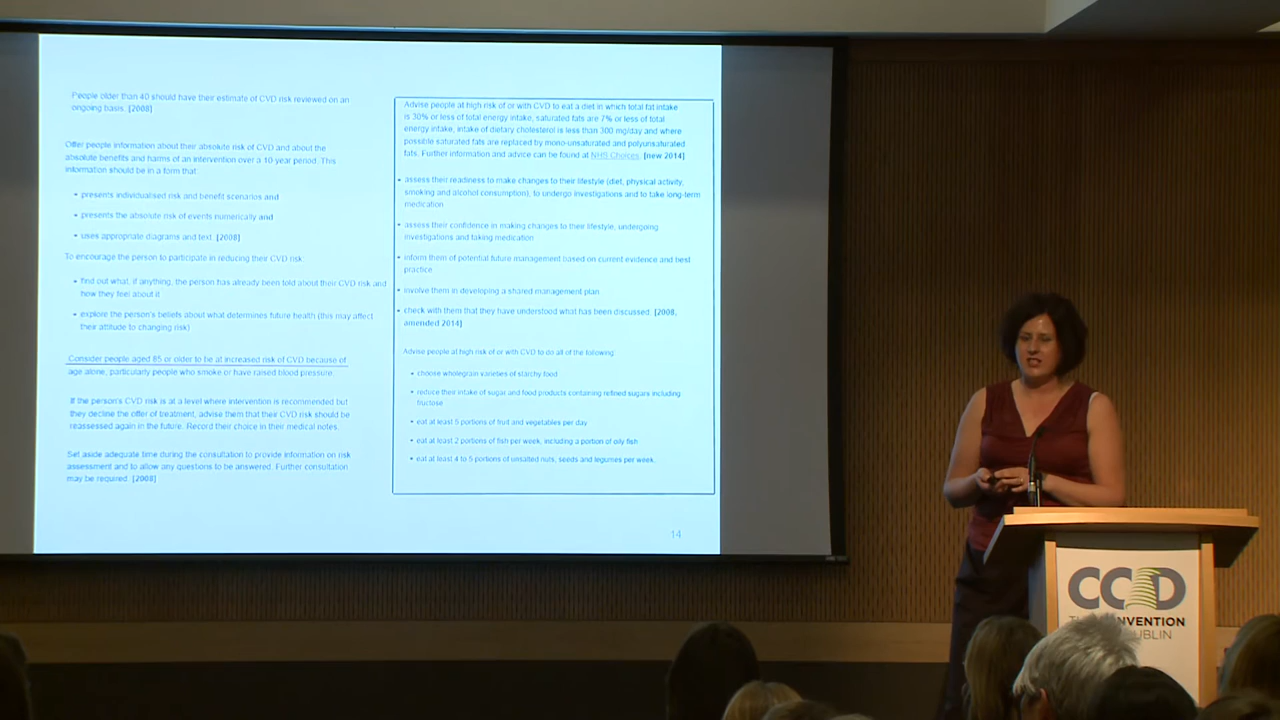 People older than 40 should have their estimate of CVD risk reviewed on an
ongoing basis. [2008]
Offer people information about their absolute risk of CVD and about the
absolute benefits and harms of an intervention over a 10 year period. This
information should be in a form that:
• presents individualised risk and benefit scenarios and
• presents the absolute risk of events numerically and
• uses appropriate diagrams and text. [2008]
To encourage the person to participate in reducing their CVD risk:
• find out what, if anything, the person has already been told about their CVD risk and
how they feel about it
• explore the person's beliefs about what determines future health (this may affect
their attitude to changing risk)
Consider people aged 85 or older to be at increased risk of CVD because of
age alone, particularly people who smoke or have raised blood pressure.
If the person's CVD risk is at a level where intervention is recommended but
they decline the offer of treatment, advise them that their CVD risk should be
reassessed again in the future. Record their choice in their medical notes.
Set aside adequate time during the consultation to provide information on risk
assessment and to allow any questions to be answered. Further consultation
may be required. [2008]
Advise people at high risk of or with CVD to eat a diet in which total fat intake
is 30% or less of total energy intake, saturated fats are 7% or less of total
energy intake, intake of dietary cholesterol is less than 300 mg/day and where
possible saturated fats are replaced by mono-unsaturated and polyunsaturated
fats. Further information and advice can be found at NHS Choices. [new 2014]
• assess their readiness to make changes to their lifestyle (diet, physical activity,
smoking and alcohol consumption), to undergo investigations and to take long-term
medication
• assess their confidence in making changes to their lifestyle, undergoing
investigations and taking medication
• inform them of potential future management based on current evidence and best
practice
• involve them in developing a shared management plan
• check with them that they have understood what has been discussed. [2008,
amended 2014]
Advise people at high risk of or with CVD to do all of the following:
• choose wholegrain varieties of starchy food
• reduce their intake of sugar and food products containing refined sugars including
fructose
• eat at least 5 portions of fruit and vegetables per day
• eat at least 2 portions of fish per week, including a portion of oily fish
• eat at least 4 to 5 portions of unsalted nuts, seeds and legumes per week.
14
CCD